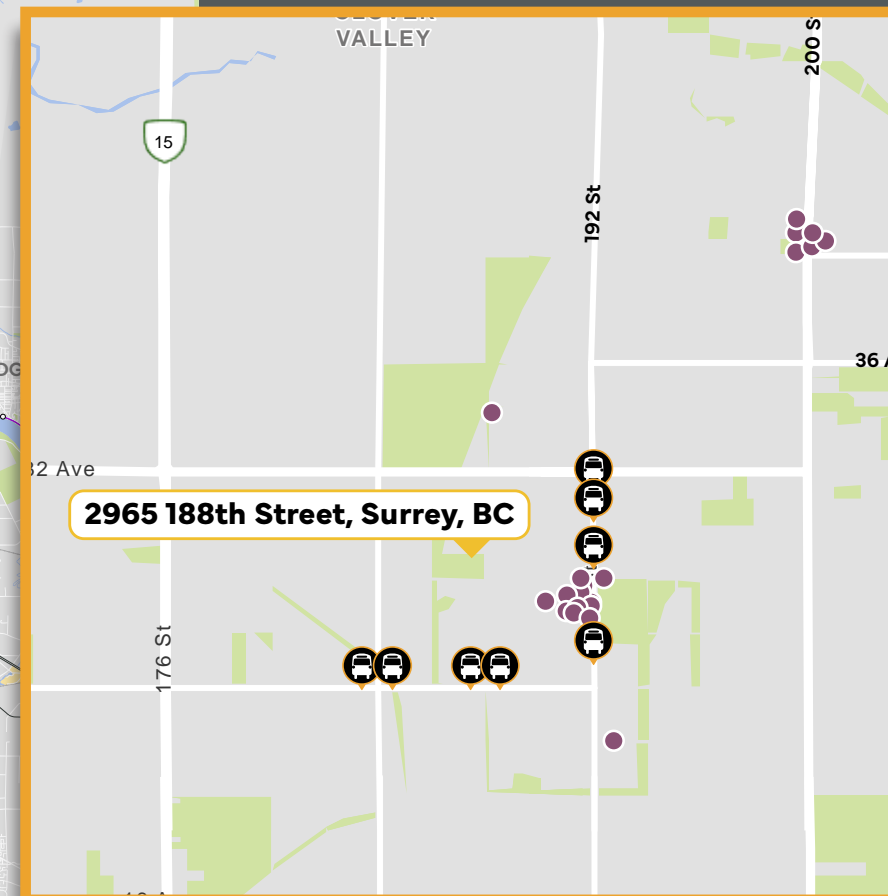 VALLEY
200 S
15
192 St
36
32 Ave
2965 188th Street, Surrey, BC
176 St